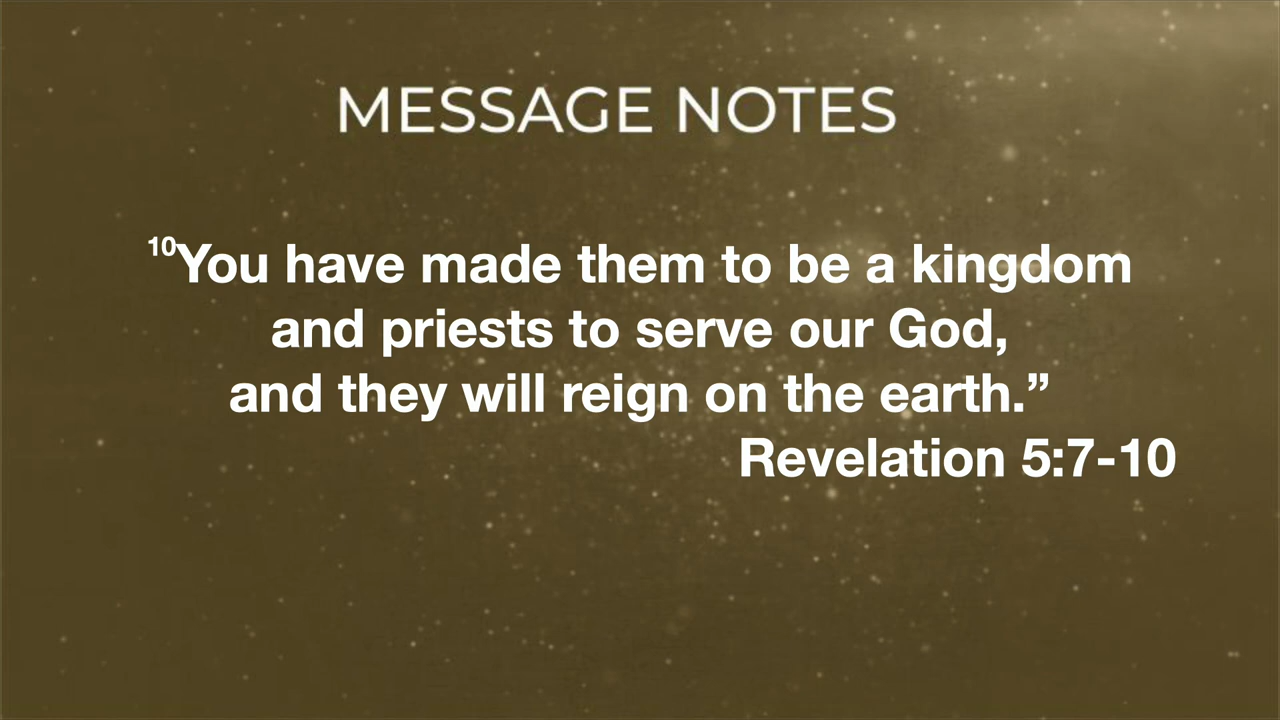 MESSAGE NOTES
10You have made them to be a kingdom
and priests to serve our God,
and they will reign on the earth.”
Revelation 5:7-10